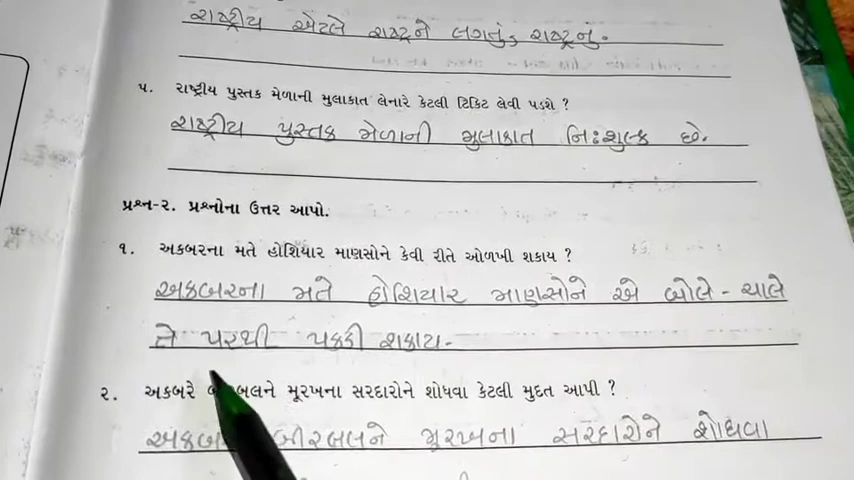 રાષ્ટ્રીય એટલે રાષ્ટ્રને લગતું, રાષ્ટ્રનું.
૫. રાષ્ટ્રીય પુસ્તક મેળાની મુલાકાત લેનારે કેટલી ટિકિટ લેવી પડશે ?
રાષ્ટ્રીય પુસ્તક મેળાની મુલાકાત નિઃશુલ્ક છે.
પ્રશ્ન-૨. પ્રશ્નોના ઉત્તર આપો.
૧. અકબરના મતે હોશિયાર માણસોને કેવી રીતે ઓળખી શકાય ?
અકબરના મતે હોશિયાર માણસોને એ બોલે - ચાલે
તે પરથી પકડી શકાય.
૨. અકબરે બીરબલને મૂરખના સરદારોને શોધવા કેટલી મુદત આપી ?
બીરબલને મૂરખના સરદારોને શોધવા